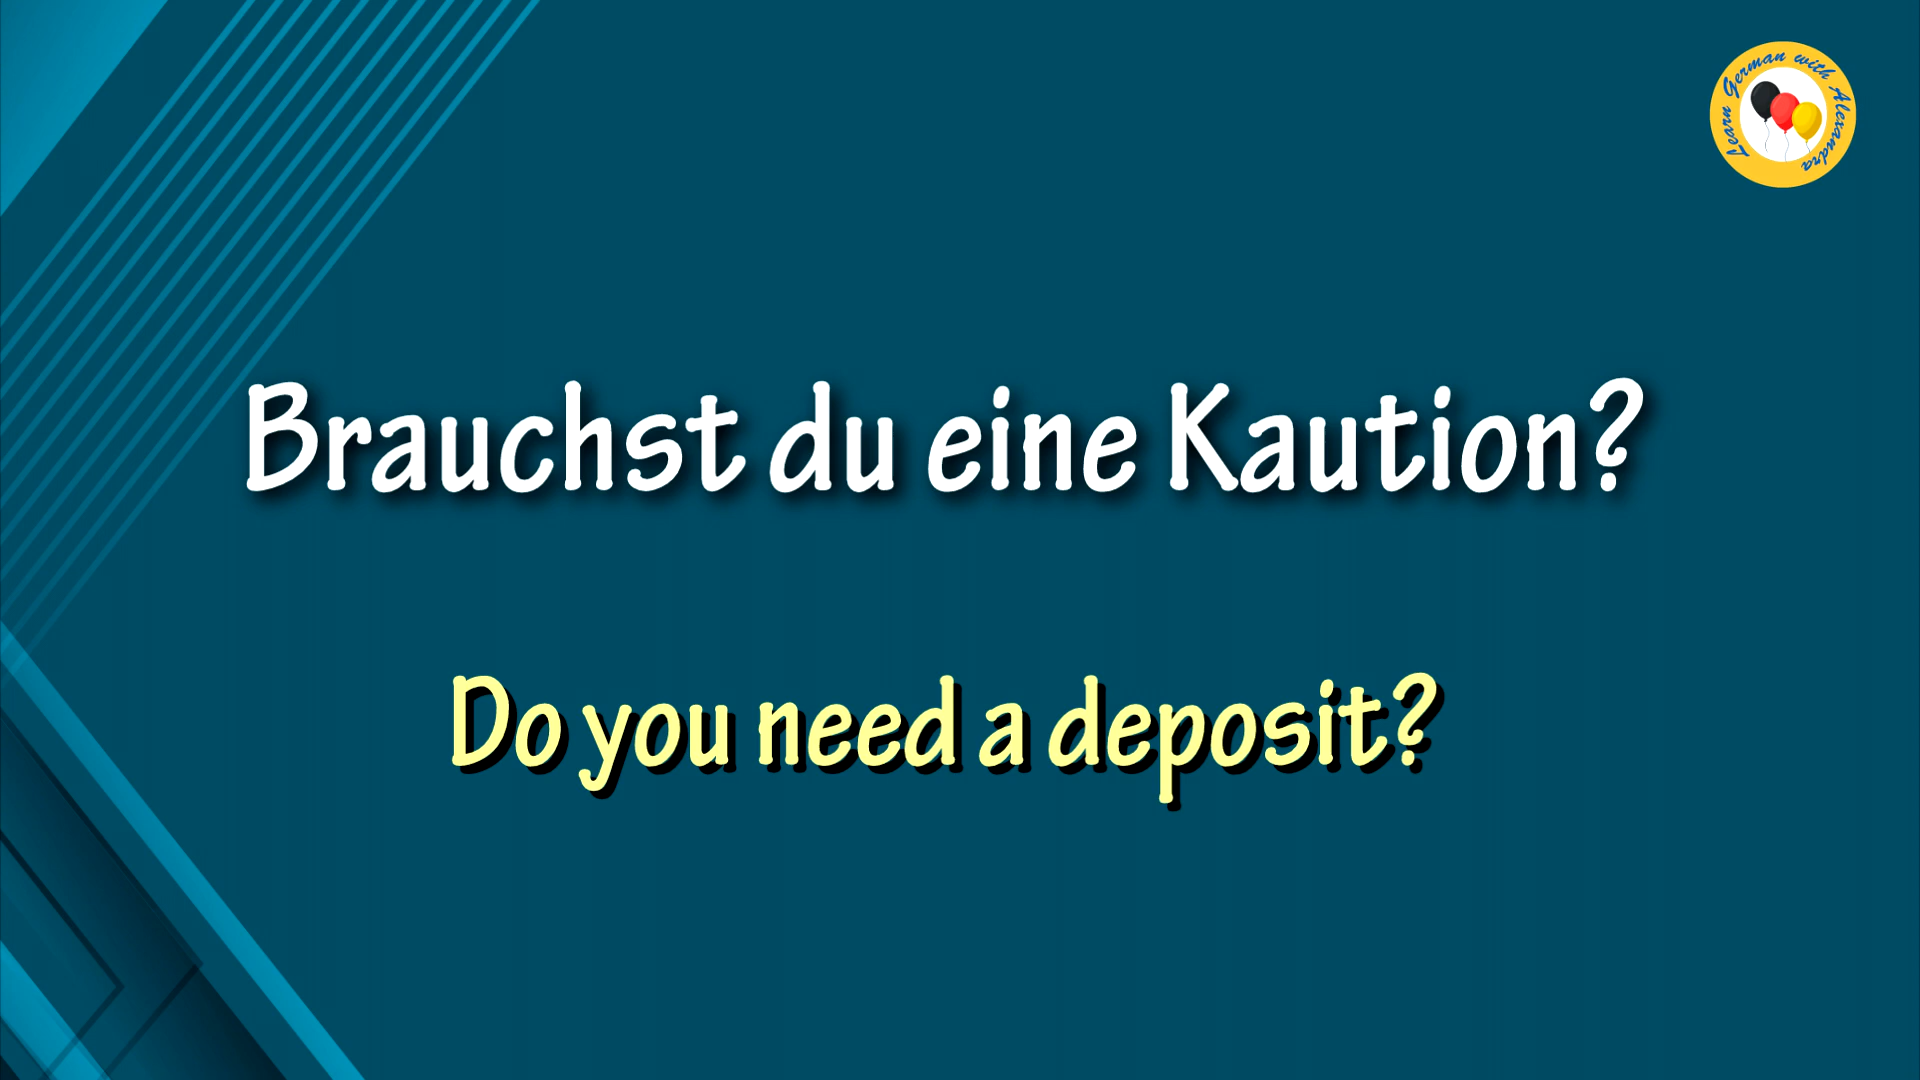 Learn German with Alexandra
Brauchst du eine Kaution?
Do you need a deposit?